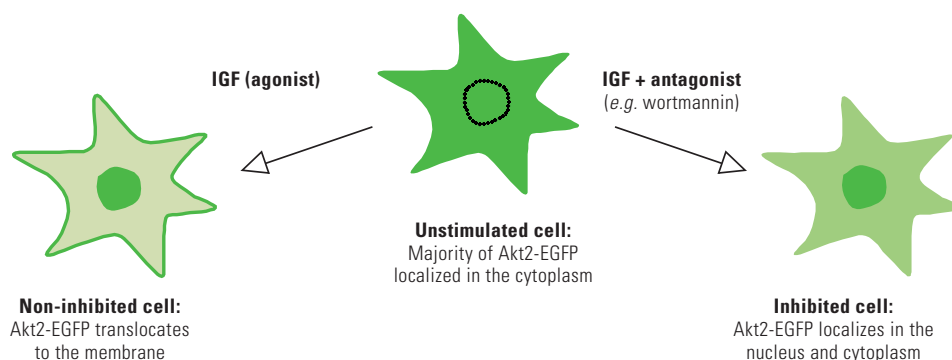 IGF (agonist)
IGF + antagonist
(e.g. wortmannin)
Unstimulated cell:
Majority of Akt2-EGFP
localized in the cytoplasm
Non-inhibited cell:
Akt2-EGFP translocates
to the membrane
Inhibited cell:
Akt2-EGFP localizes in the
nucleus and cytoplasm